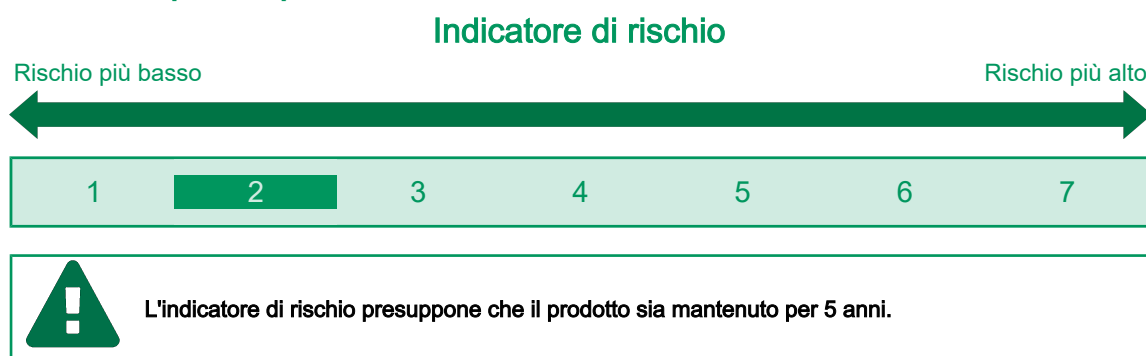 Indicatore di rischio
Rischio più basso Rischio più alto
1 2 3 4 5 6 7
L'indicatore di rischio presuppone che il prodotto sia mantenuto per 5 anni.